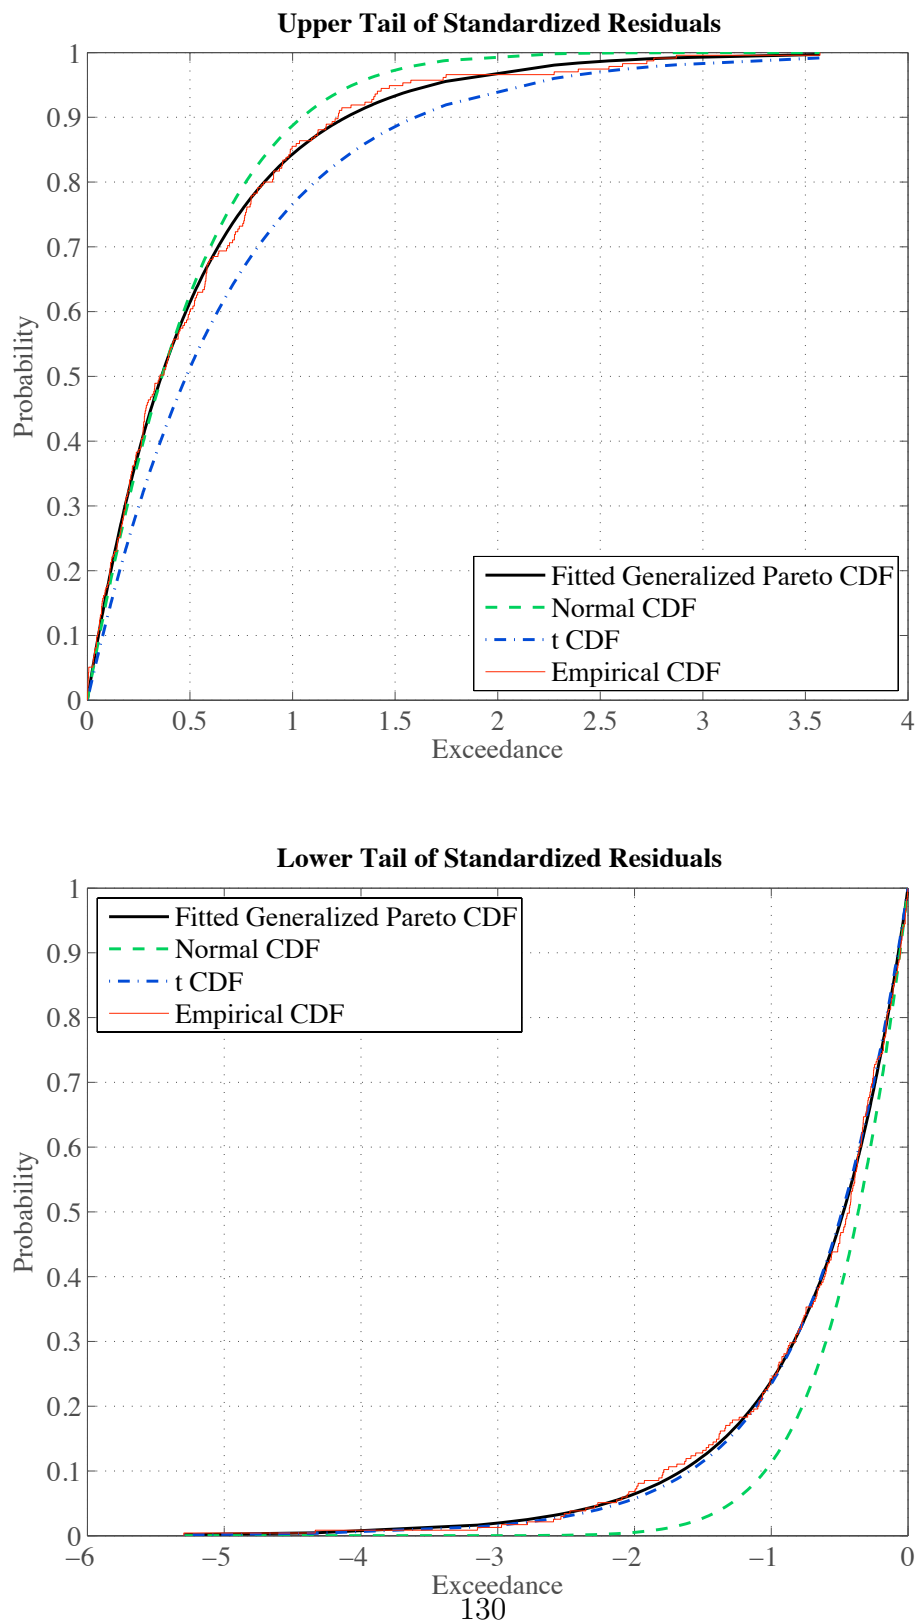 Upper Tail of Standardized Residuals
1
0.9
0.8
0.7
0.6
0.5
0.4
0.3
0.2
0.1
0
Probability
Fitted Generalized Pareto CDF
Normal CDF
t CDF
Empirical CDF
0 0.5 1 1.5 2 2.5 3 3.5 4
Exceedance
Lower Tail of Standardized Residuals
1
0.9
0.8
0.7
0.6
0.5
0.4
0.3
0.2
0.1
0
Probability
Fitted Generalized Pareto CDF
Normal CDF
t CDF
Empirical CDF
−6 −5 −4 −3 −2 −1 0
Exceedance
130